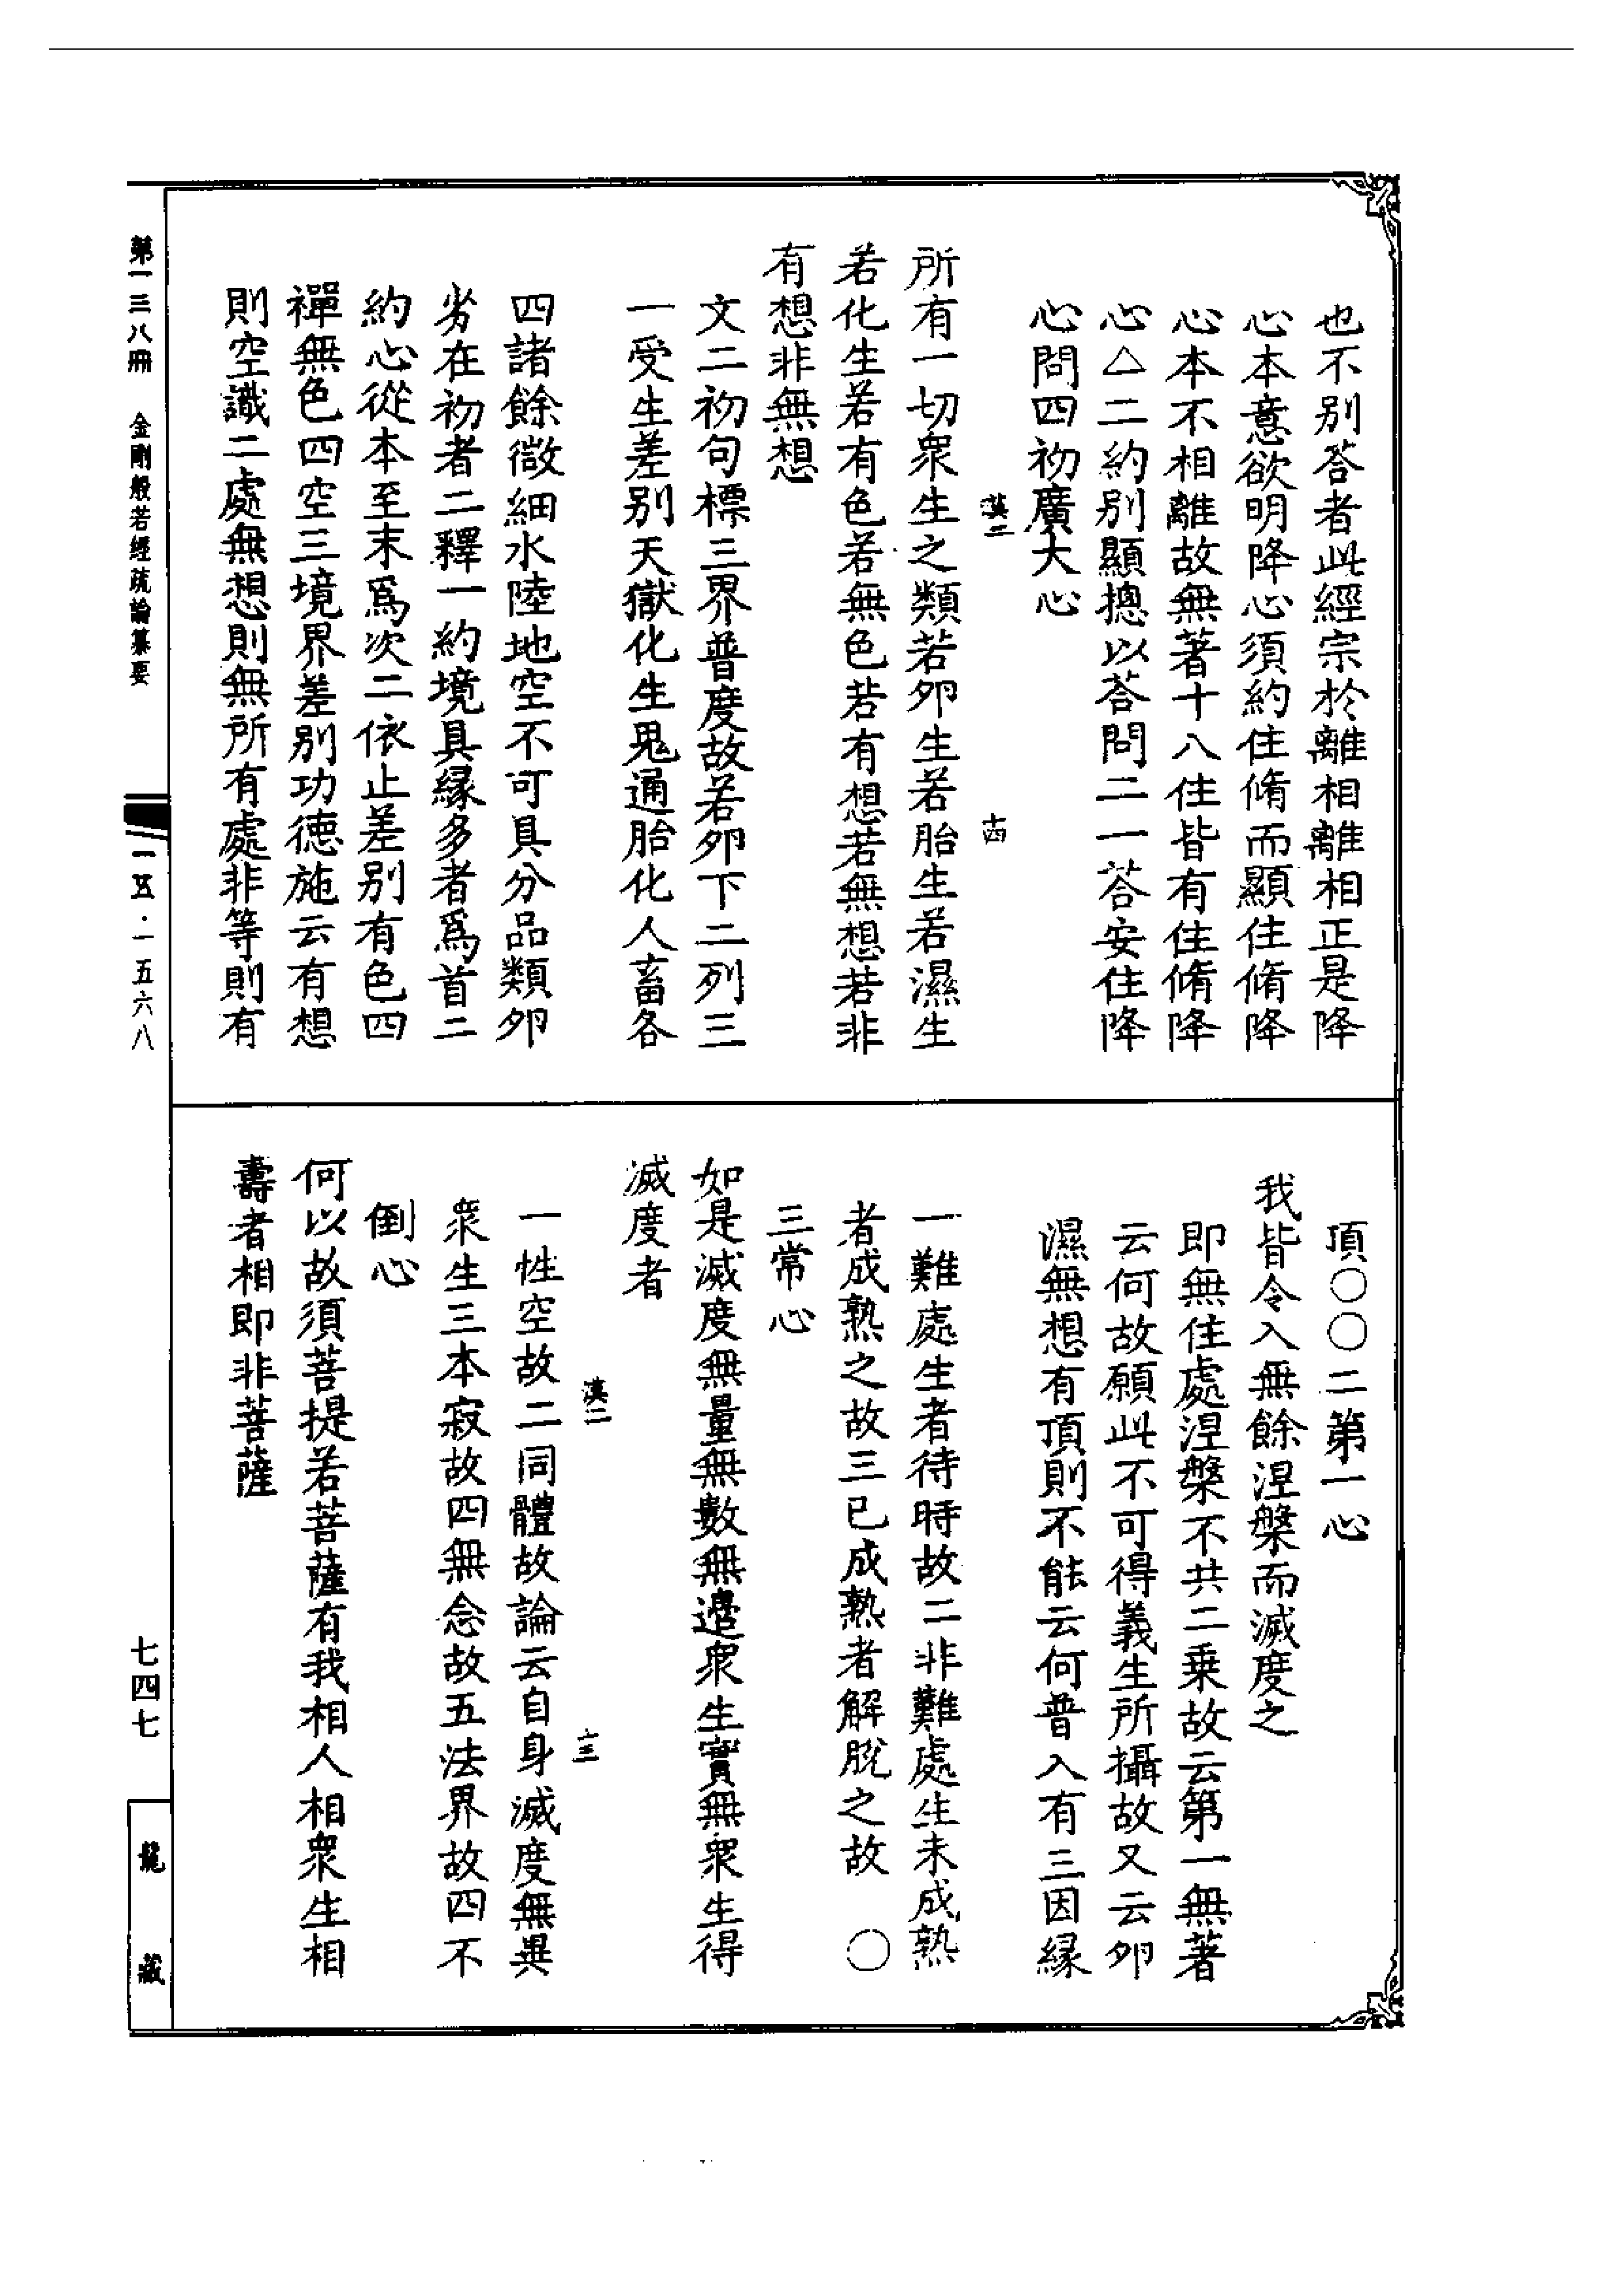 也不别荅者此經宗於離相離相正是降
心本意欲明降心須約住脩而顯住脩降
心本不相離故無著十八住皆有住脩降
心△二約别顯摠以荅問二一荅安住降
心問四初廣大心
漢二
十四
所有一切衆生之類若卵生若胎生若濕生
若化生若有色若無色若有想若無想若非
有想非無想
文二初句標三界普度故若卵下二列三
一受生差别天獄化生鬼通胎化人畜各
四諸餘微細水陸地空不可具分品類卵
劣在初者二釋一約境具縁多者爲首二
約心從本至末爲次二依止差别有色四
禪無色四空三境界差别功德施云有想
則空識二處無想則無所有處非等則有
頂〇〇二第一心
我皆令入無餘涅槃而滅度之
即無住處涅槃不共二乗故云第一無著
云何故願此不可得義生所攝故又云卵
濕無想有頂則不能云何普入有三因縁
一難處生者待時故二非難處生未成熟
者成熟之故三已成熟者解脫之故　〇
三常心
如是滅度無量無數無邊衆生實無衆生得
滅度者
漢二
十三
一性空故二同體故論云自身滅度無異
衆生三本寂故四無念故五法界故四不
倒心
何以故須菩提若菩薩有我相人相衆生相
壽者相即非菩薩
第一三八冊　金剛般若經疏論纂要
一一五·一五六八
七四七
龍藏